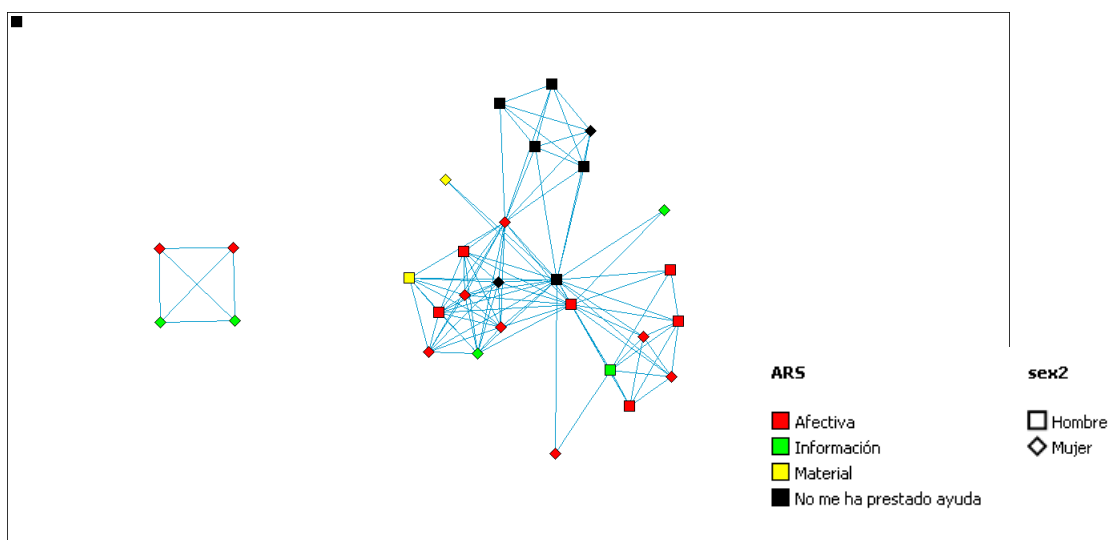 ARS
sex2
Afectiva
Hombre
Información
Mujer
Material
No me ha prestado ayuda